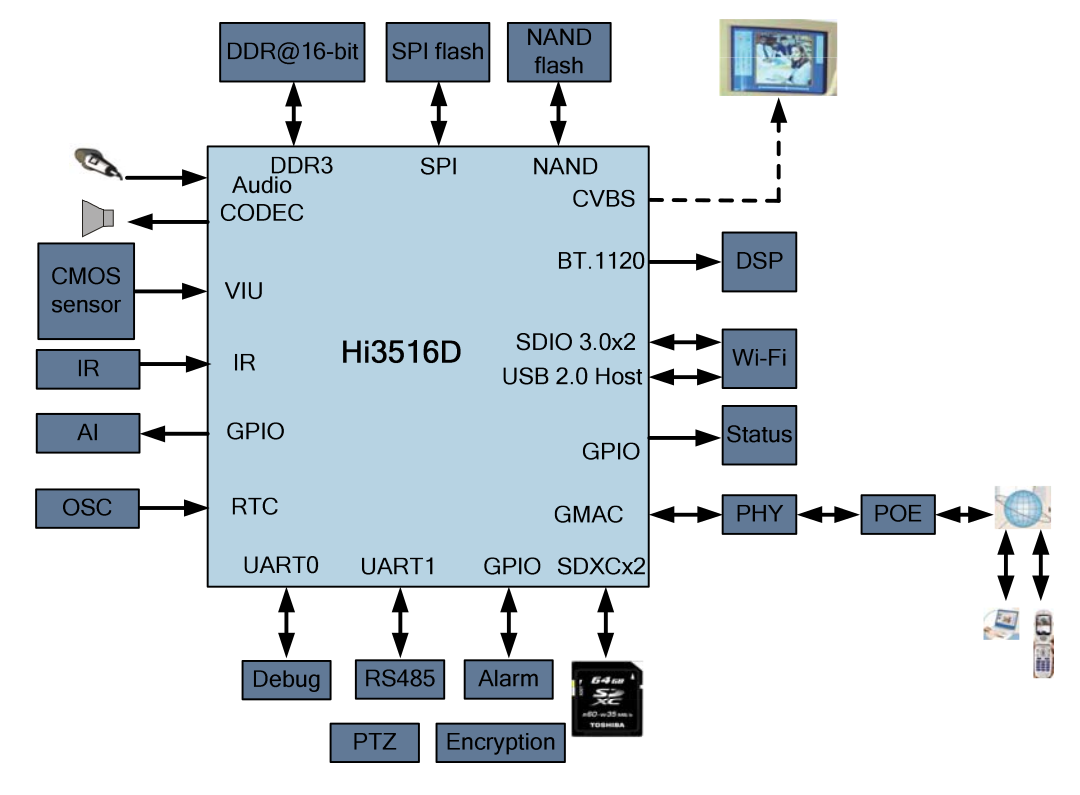 DDR@16-bit
SPI flash
NAND
flash
DDR3
SPI
NAND
Audio
CODEC
CVBS
CMOS
sensor
VIU
BT.1120
DSP
Hi3516D
SDIO 3.0x2
USB 2.0 Host
Wi-Fi
IR
IR
AI
GPIO
GPIO
Status
OSC
RTC
GMAC
PHY
POE
UART0
UART1
GPIO
SDXCx2
Debug
RS485
Alarm
64GB
SD
XC
TOSHIBA
PTZ
Encryption